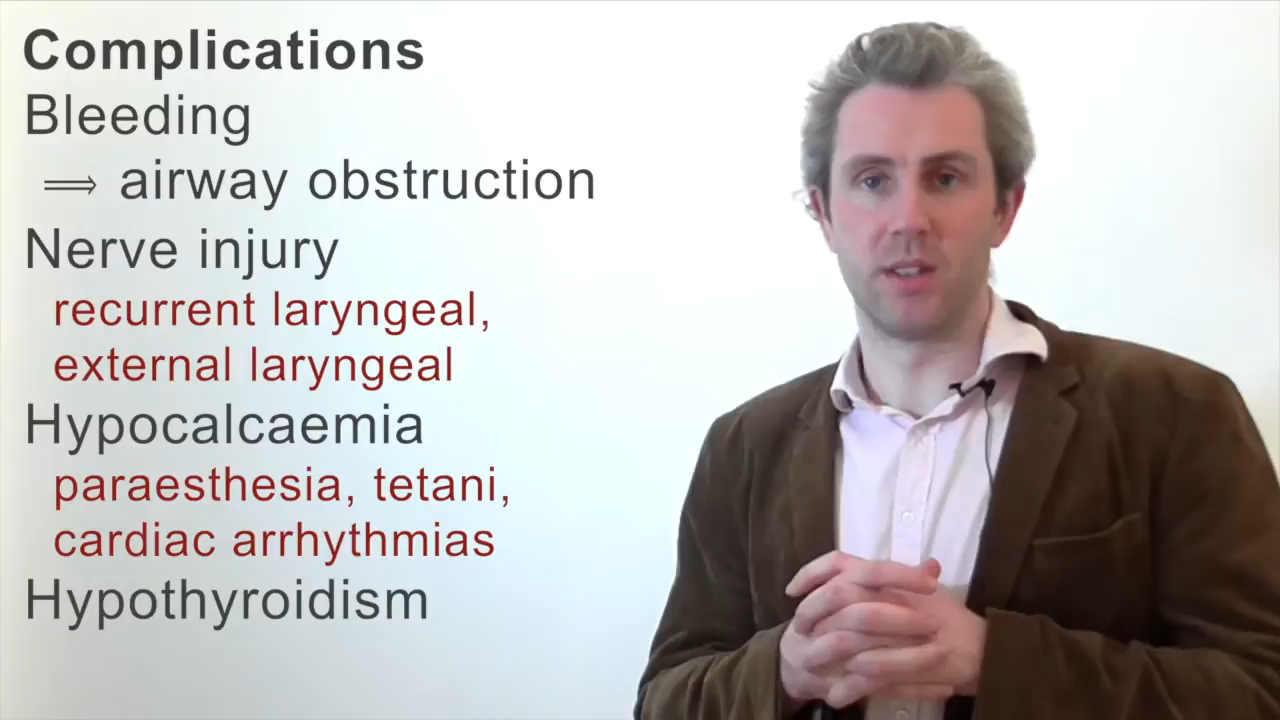 Complications
Bleeding
⟹ airway obstruction
Nerve injury
recurrent laryngeal,
external laryngeal
Hypocalcaemia
paraesthesia, tetani,
cardiac arrhythmias
Hypothyroidism